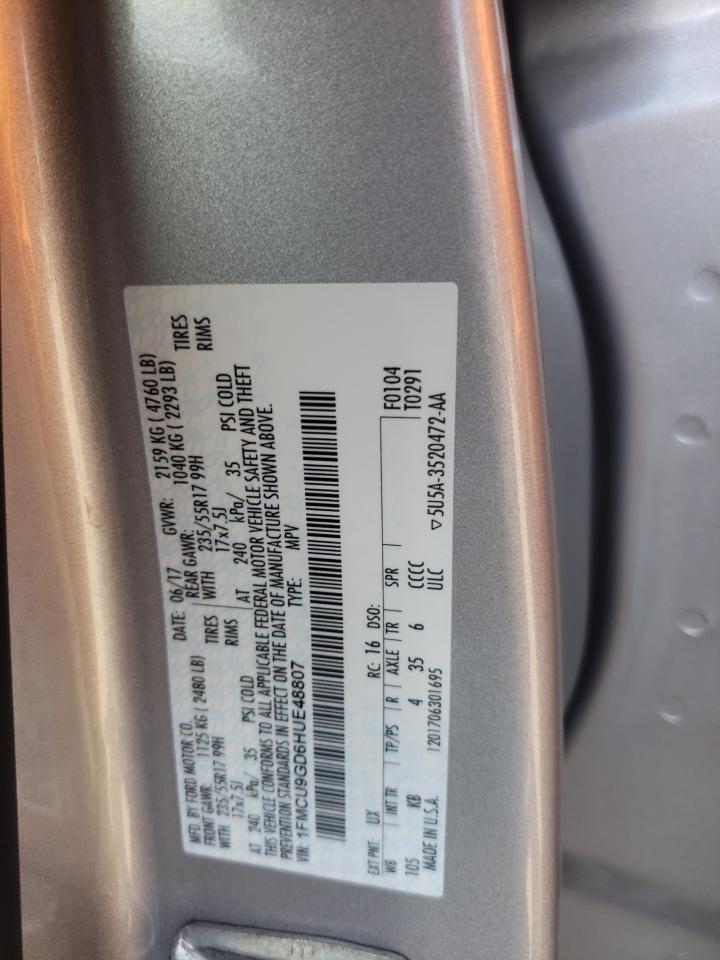 MFD. BY FORD MOTOR CO.
DATE: 06/17 GVWR: 2159 KG ( 4760 LB)
FRONT GAWR: 1125 KG ( 2480 LB) REAR GAWR: 1040 KG ( 2293 LB)
WITH 235/55R17 99H TIRES WITH 235/55R17 99H TIRES
17x7.5J RIMS 17x7.5J RIMS
AT 240 kPa/ 35 PSI COLD AT 240 kPa/ 35 PSI COLD
THIS VEHICLE CONFORMS TO ALL APPLICABLE FEDERAL MOTOR VEHICLE SAFETY AND THEFT
PREVENTION STANDARDS IN EFFECT ON THE DATE OF MANUFACTURE SHOWN ABOVE.
VIN: 1FMCU9GD6HUE48807 TYPE: MPV
EXT PNT: UX RC: 16 DSO: F0104
WB INT TR TP/PS R AXLE TR SPR T0291
105 KB 4 35 6 CCCC
MADE IN U.S.A. 1201706301695 ULC ▽5U5A-3520472-AA